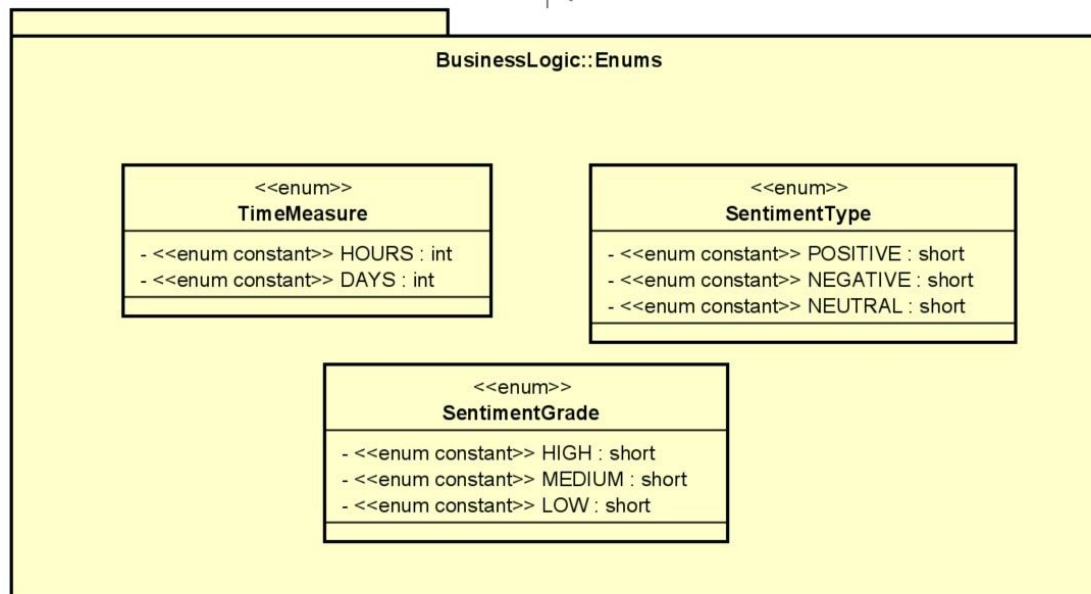 BusinessLogic::Enums
<<enum>>
TimeMeasure
- <<enum constant>> HOURS : int
- <<enum constant>> DAYS : int
<<enum>>
SentimentType
- <<enum constant>> POSITIVE : short
- <<enum constant>> NEGATIVE : short
- <<enum constant>> NEUTRAL : short
<<enum>>
SentimentGrade
- <<enum constant>> HIGH : short
- <<enum constant>> MEDIUM : short
- <<enum constant>> LOW : short